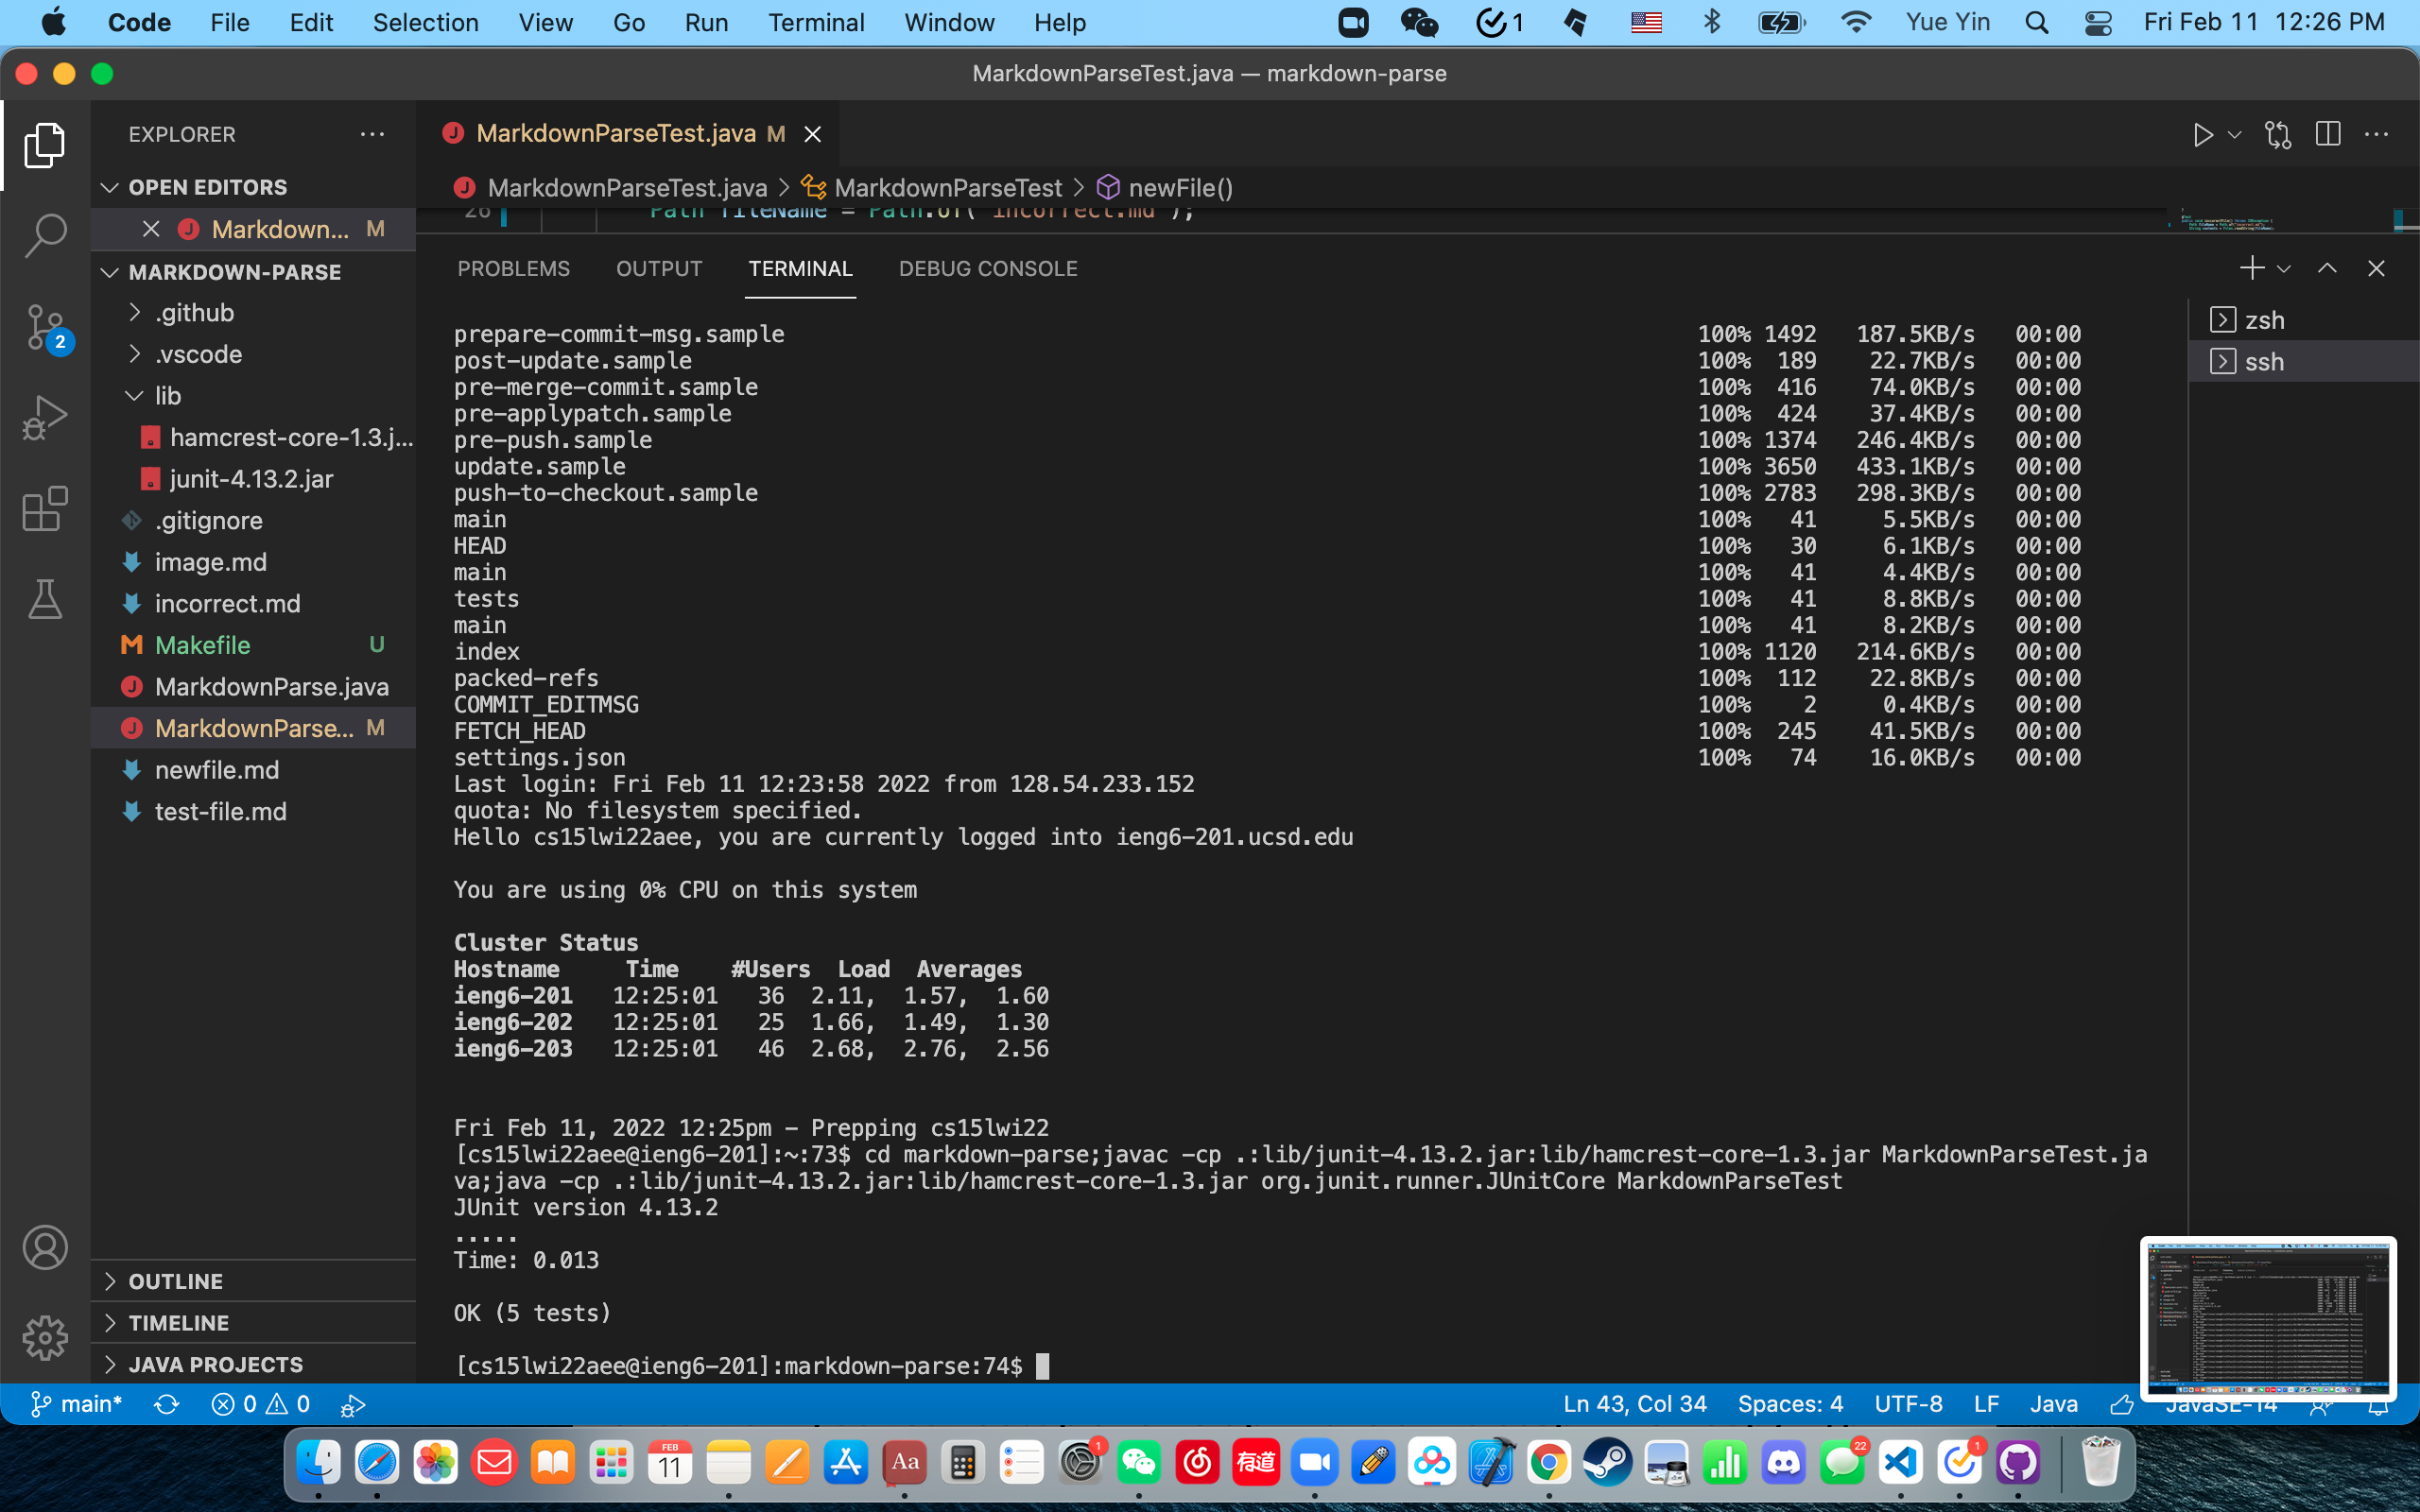 Code File Edit Selection View Go Run Terminal Window Help 1 Yue Yin Fri Feb 11 12:26 PM
MarkdownParseTest.java — markdown-parse
EXPLORER
OPEN EDITORS
Markdown... M
MARKDOWN-PARSE
.github
.vscode
lib
hamcrest-core-1.3.j...
junit-4.13.2.jar
.gitignore
image.md
incorrect.md
Makefile U
MarkdownParse.java
MarkdownParse... M
newfile.md
test-file.md
OUTLINE
TIMELINE
JAVA PROJECTS
2
MarkdownParseTest.java M
MarkdownParseTest.java > MarkdownParseTest > newFile()
26 Path fileName = Path.of("incorrect.md");
PROBLEMS OUTPUT TERMINAL DEBUG CONSOLE
zsh
ssh
prepare-commit-msg.sample 100% 1492 187.5KB/s 00:00
post-update.sample 100% 189 22.7KB/s 00:00
pre-merge-commit.sample 100% 416 74.0KB/s 00:00
pre-applypatch.sample 100% 424 37.4KB/s 00:00
pre-push.sample 100% 1374 246.4KB/s 00:00
update.sample 100% 3650 433.1KB/s 00:00
push-to-checkout.sample 100% 2783 298.3KB/s 00:00
main 100% 41 5.5KB/s 00:00
HEAD 100% 30 6.1KB/s 00:00
main 100% 41 4.4KB/s 00:00
tests 100% 41 8.8KB/s 00:00
main 100% 41 8.2KB/s 00:00
index 100% 1120 214.6KB/s 00:00
packed-refs 100% 112 22.8KB/s 00:00
COMMIT_EDITMSG 100% 2 0.4KB/s 00:00
FETCH_HEAD 100% 245 41.5KB/s 00:00
settings.json 100% 74 16.0KB/s 00:00
Last login: Fri Feb 11 12:23:58 2022 from 128.54.233.152
quota: No filesystem specified.
Hello cs15lwi22aee, you are currently logged into ieng6-201.ucsd.edu
You are using 0% CPU on this system
Cluster Status
Hostname Time #Users Load Averages
ieng6-201 12:25:01 36 2.11, 1.57, 1.60
ieng6-202 12:25:01 25 1.66, 1.49, 1.30
ieng6-203 12:25:01 46 2.68, 2.76, 2.56
Fri Feb 11, 2022 12:25pm - Prepping cs15lwi22
[cs15lwi22aee@ieng6-201]:~:73$ cd markdown-parse;javac -cp .:lib/junit-4.13.2.jar:lib/hamcrest-core-1.3.jar MarkdownParseTest.ja
va;java -cp .:lib/junit-4.13.2.jar:lib/hamcrest-core-1.3.jar org.junit.runner.JUnitCore MarkdownParseTest
JUnit version 4.13.2
.....
Time: 0.013
OK (5 tests)
[cs15lwi22aee@ieng6-201]:markdown-parse:74$
main* 0 0 Ln 43, Col 34 Spaces: 4 UTF-8 LF Java JavaSE-14
FEB
11
Aa
1
有道
22
1